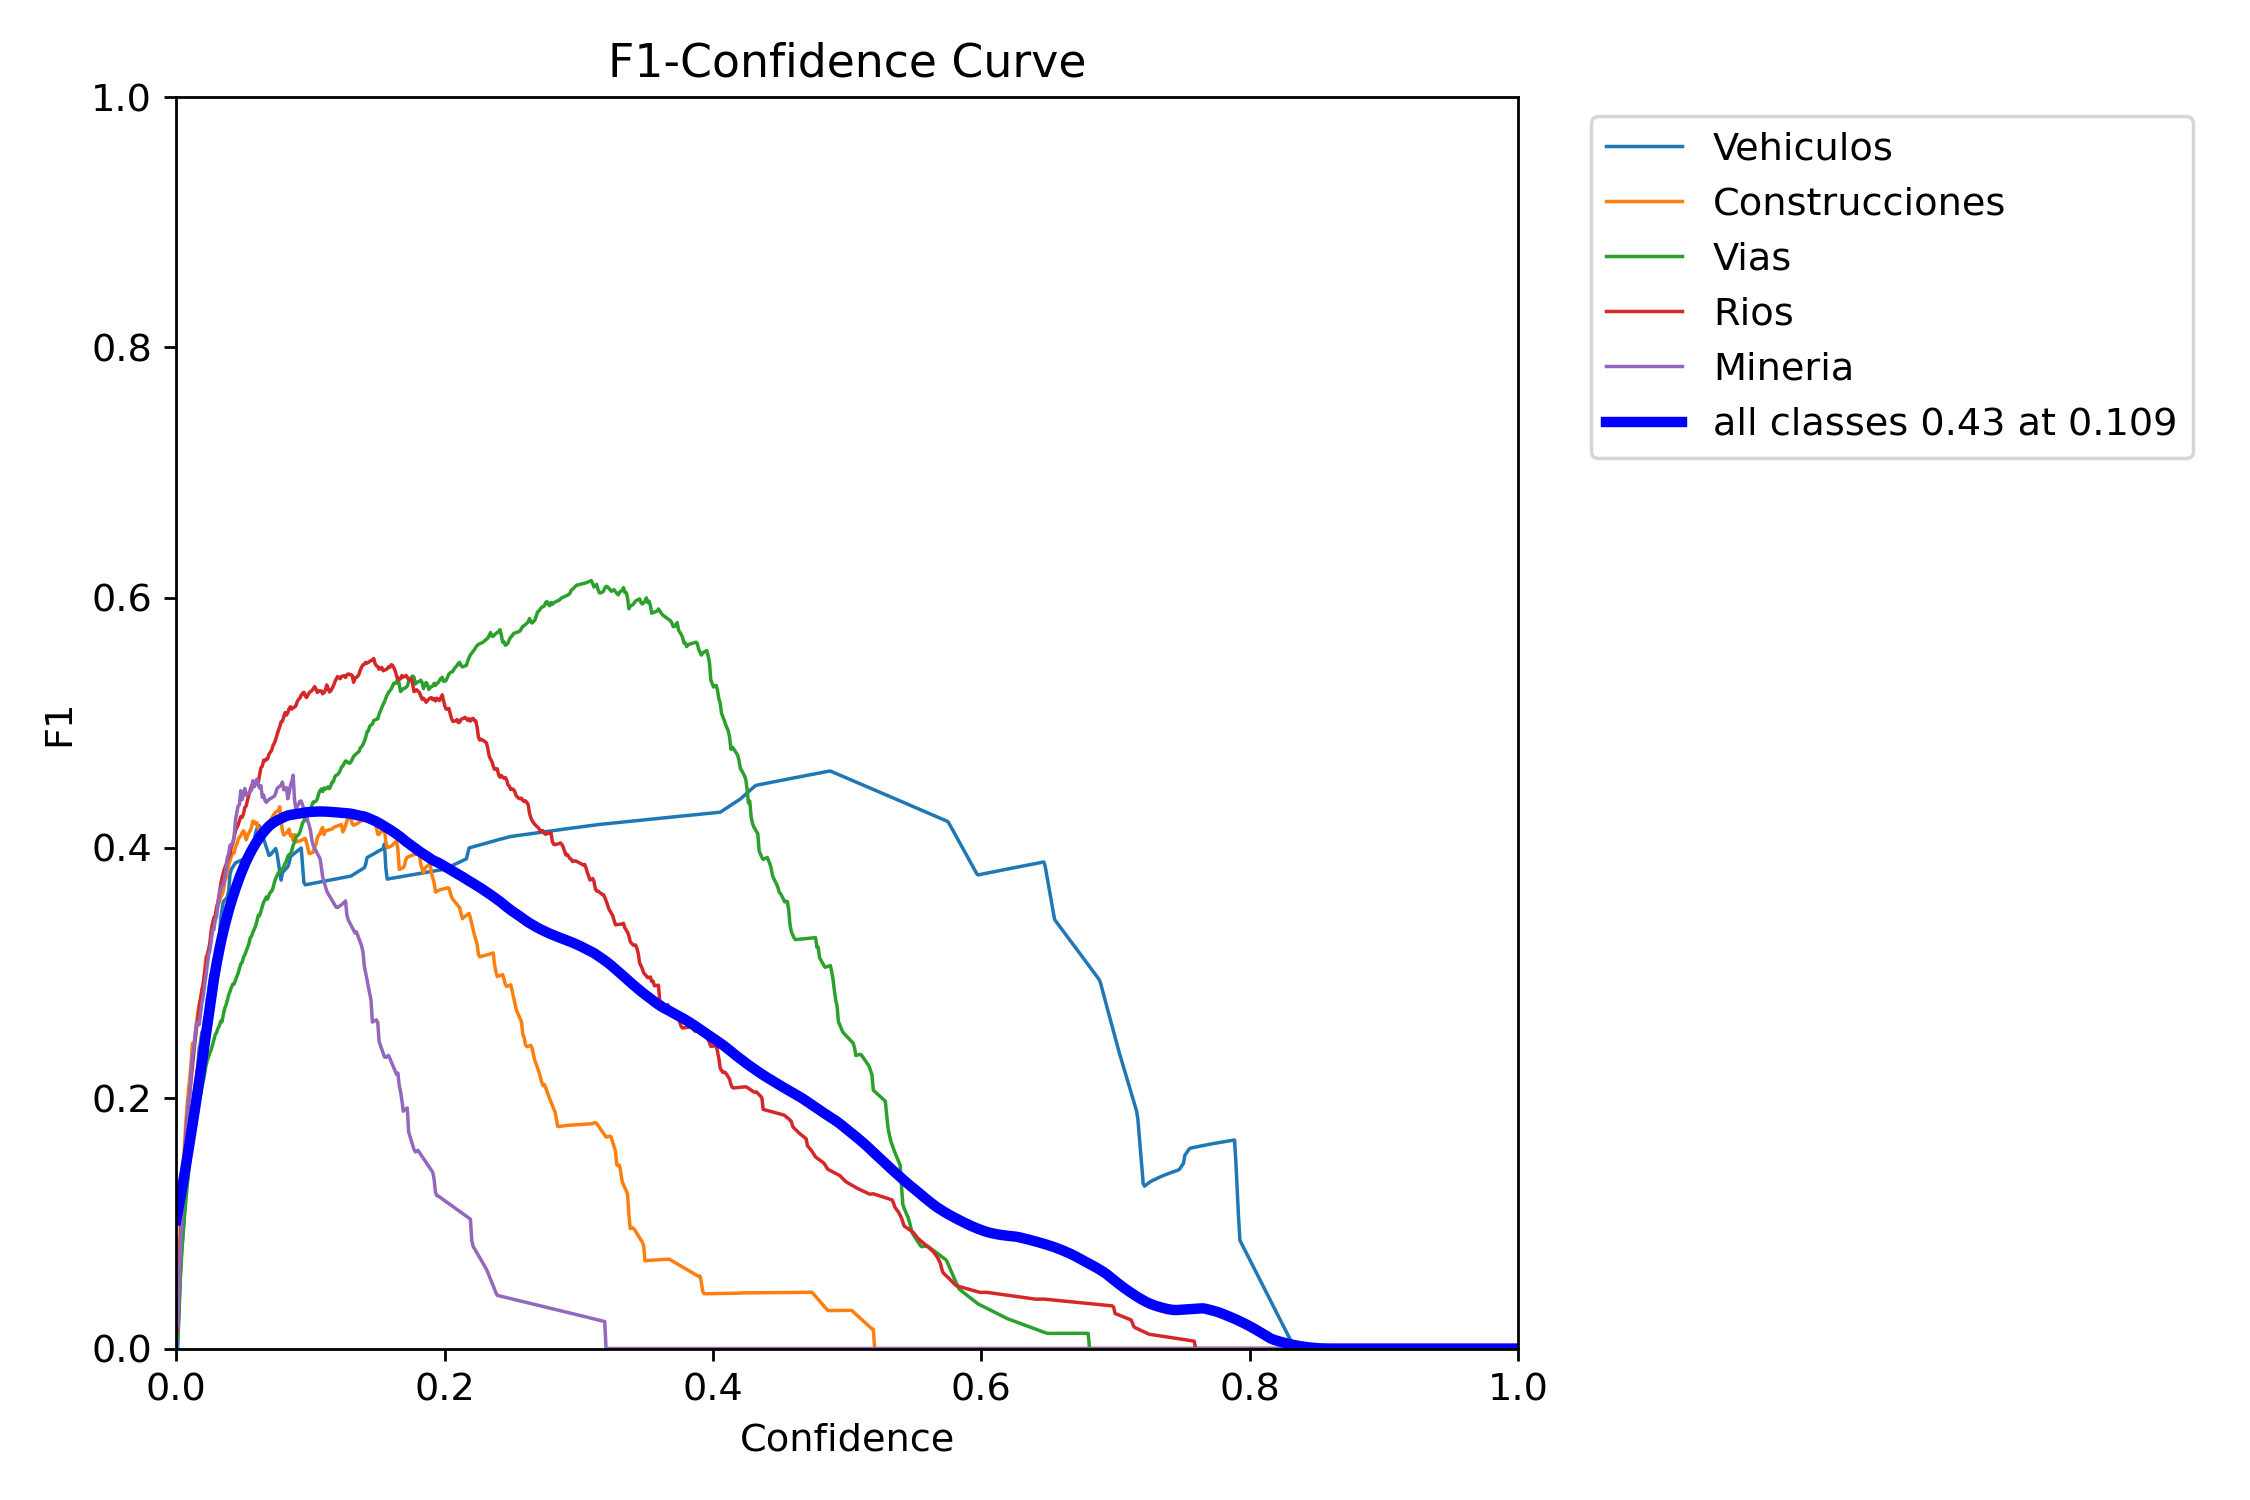 F1-Confidence Curve
1.0
0.8
0.6
0.4
0.2
0.0
F1
0.0 0.2 0.4 0.6 0.8 1.0
Confidence
Vehiculos
Construcciones
Vias
Rios
Mineria
all classes 0.43 at 0.109